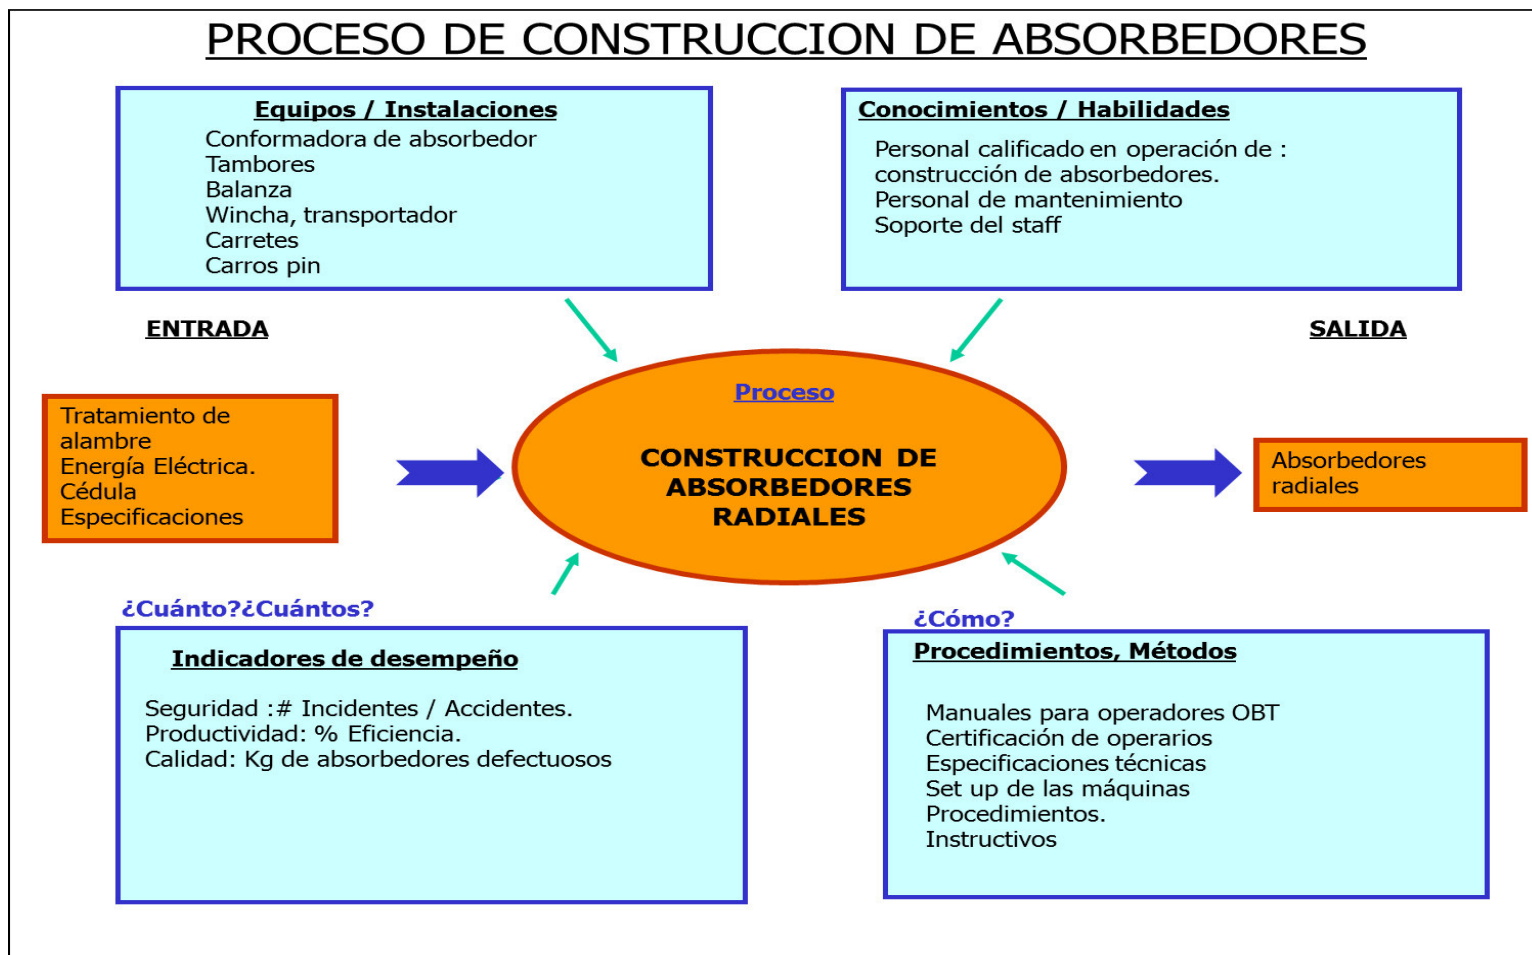 PROCESO DE CONSTRUCCION DE ABSORBEDORES
Equipos / Instalaciones
Conformadora de absorbedor
Tambores
Balanza
Wincha, transportador
Carretes
Carros pin
Conocimientos / Habilidades
Personal calificado en operación de :
construcción de absorbedores.
Personal de mantenimiento
Soporte del staff
ENTRADA
SALIDA
Tratamiento de
alambre
Energía Eléctrica.
Cédula
Especificaciones
Proceso
CONSTRUCCION DE
ABSORBEDORES
RADIALES
Absorbedores
radiales
¿Cuánto?¿Cuántos?
Indicadores de desempeño
Seguridad :# Incidentes / Accidentes.
Productividad: % Eficiencia.
Calidad: Kg de absorbedores defectuosos
¿Cómo?
Procedimientos, Métodos
Manuales para operadores OBT
Certificación de operarios
Especificaciones técnicas
Set up de las máquinas
Procedimientos.
Instructivos